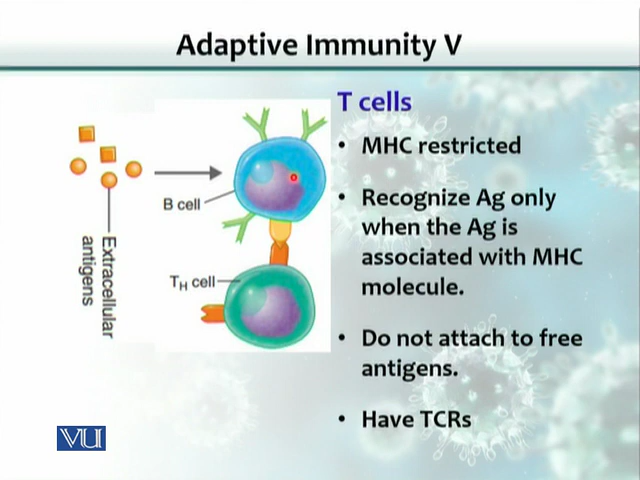 Adaptive Immunity V
T cells
• MHC restricted
• Recognize Ag only
when the Ag is
associated with MHC
molecule.
• Do not attach to free
antigens.
• Have TCRs
B cell
TH cell
Extracellular
antigens
VU